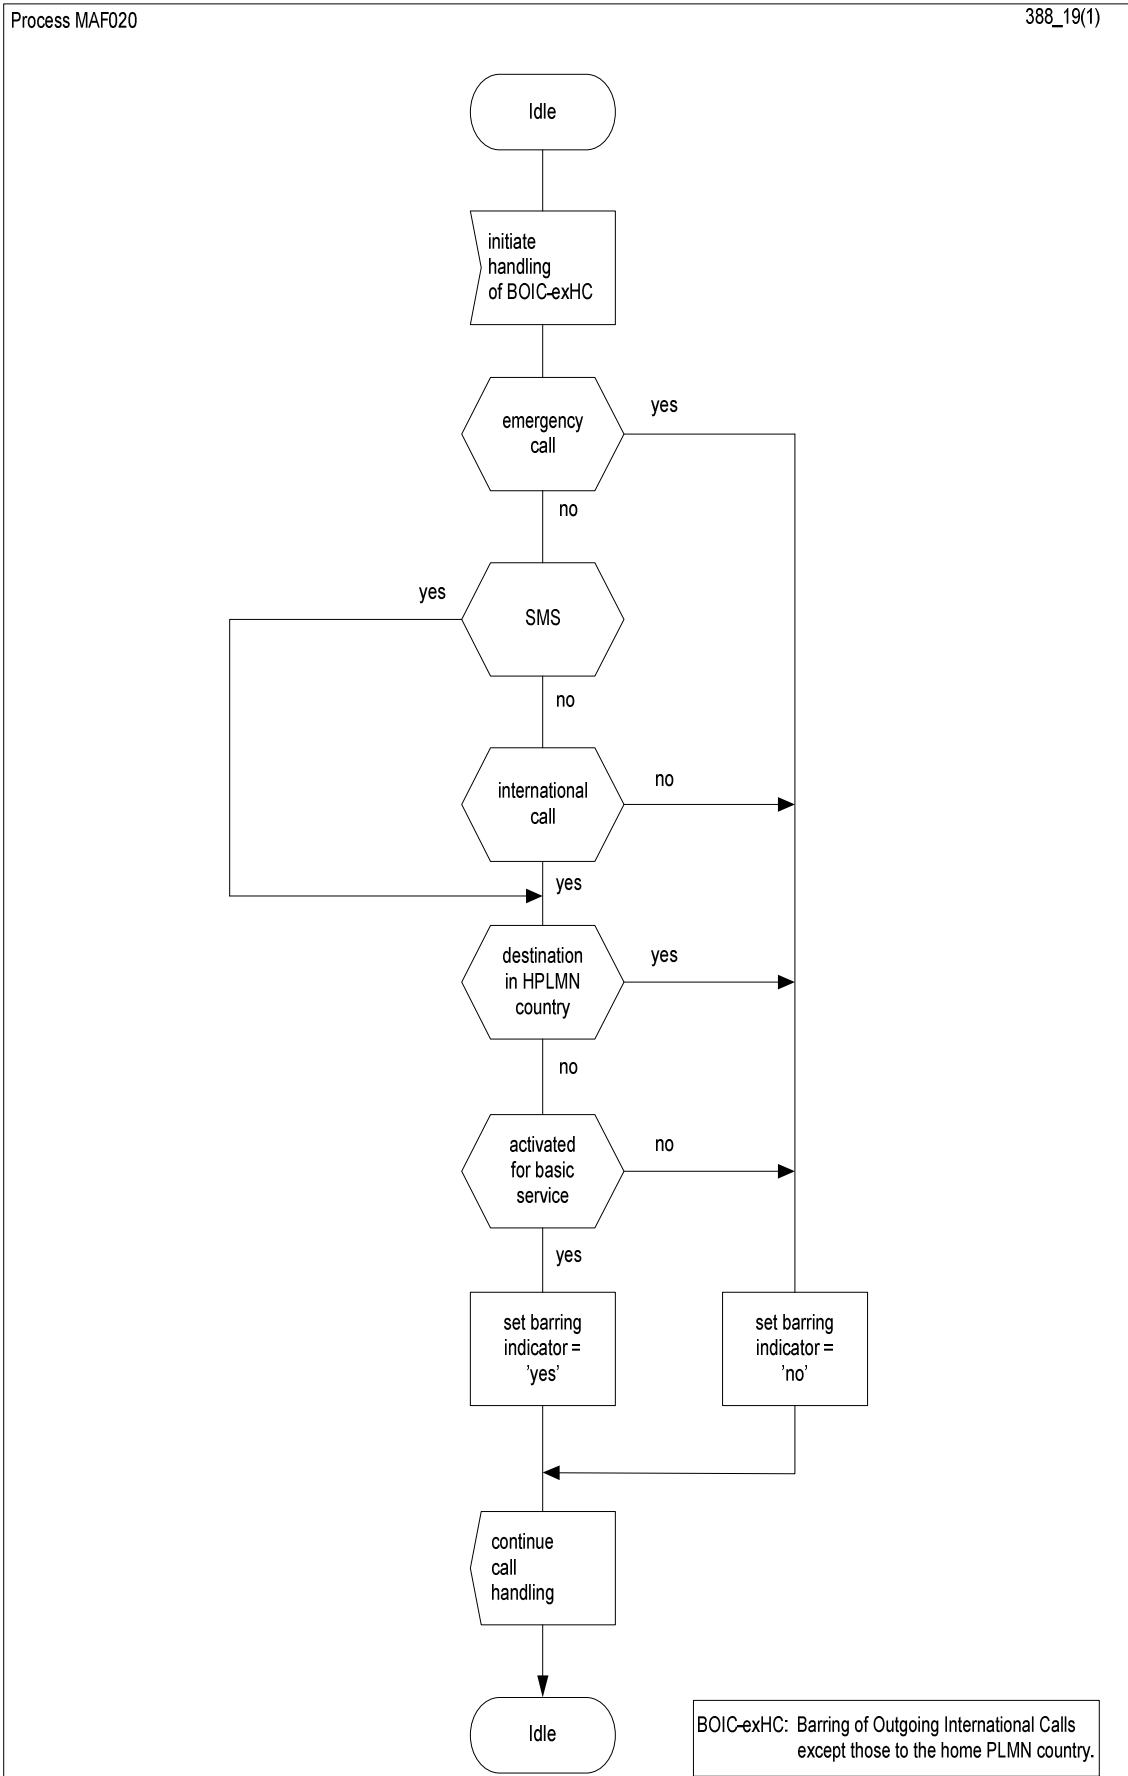 Process MAF020
388_19(1)
Idle
initiate
handling
of BOIC-exHC
emergency
call
yes
no
SMS
yes
no
international
call
no
yes
destination
in HPLMN
country
yes
no
activated
for basic
service
no
yes
set barring
indicator =
'yes'
set barring
indicator =
'no'
continue
call
handling
Idle
BOIC-exHC: Barring of Outgoing International Calls
except those to the home PLMN country.